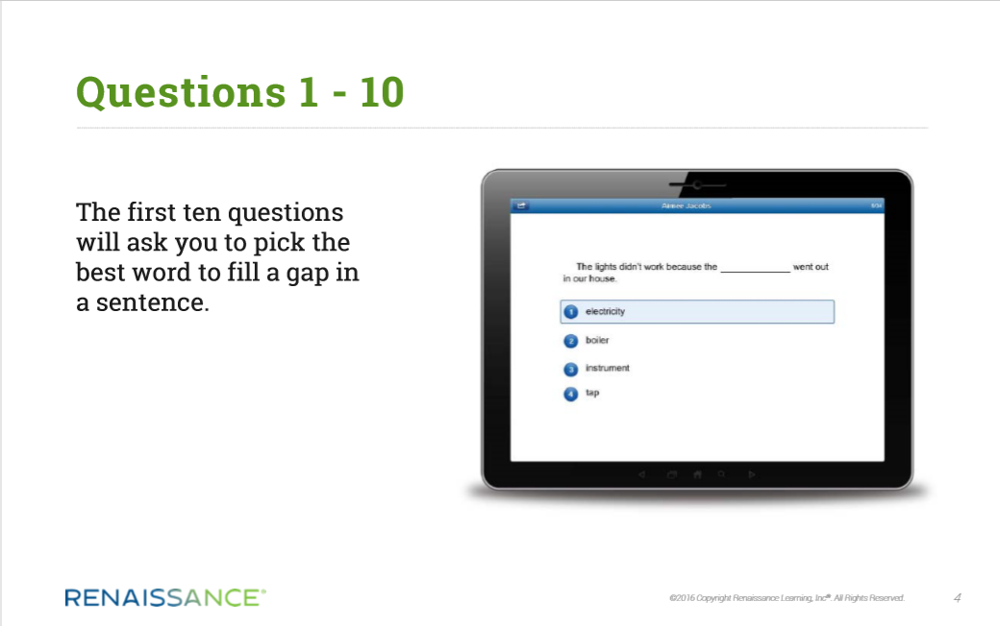 Questions 1 - 10
The first ten questions
will ask you to pick the
best word to fill a gap in
a sentence.
Aimee Jacobs
The lights didn't work because the ____________ went out
in our house.
1 electricity
2 boiler
3 instrument
4 tap
RENAISSANCE®
©2016 Copyright Renaissance Learning, Inc®. All Rights Reserved.
4